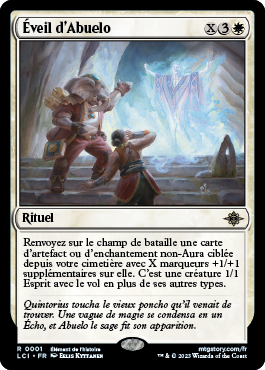 Éveil d'Abuelo X3
Rituel
Renvoyez sur le champ de bataille une carte
d'artefact ou d'enchantement non-Aura ciblée
depuis votre cimetière avec X marqueurs +1/+1
supplémentaires sur elle. C'est une créature 1/1
Esprit avec le vol en plus de ses autres types.
Quintorius toucha le vieux poncho qu'il venait de
trouver. Une vague de magie se condensa en un
Écho, et Abuelo la sage fit son apparition.
R 0001 Élément de l'histoire
LCI • FR Eelis Kyttanen
mtgstory.com/fr
™ & © 2023 Wizards of the Coast